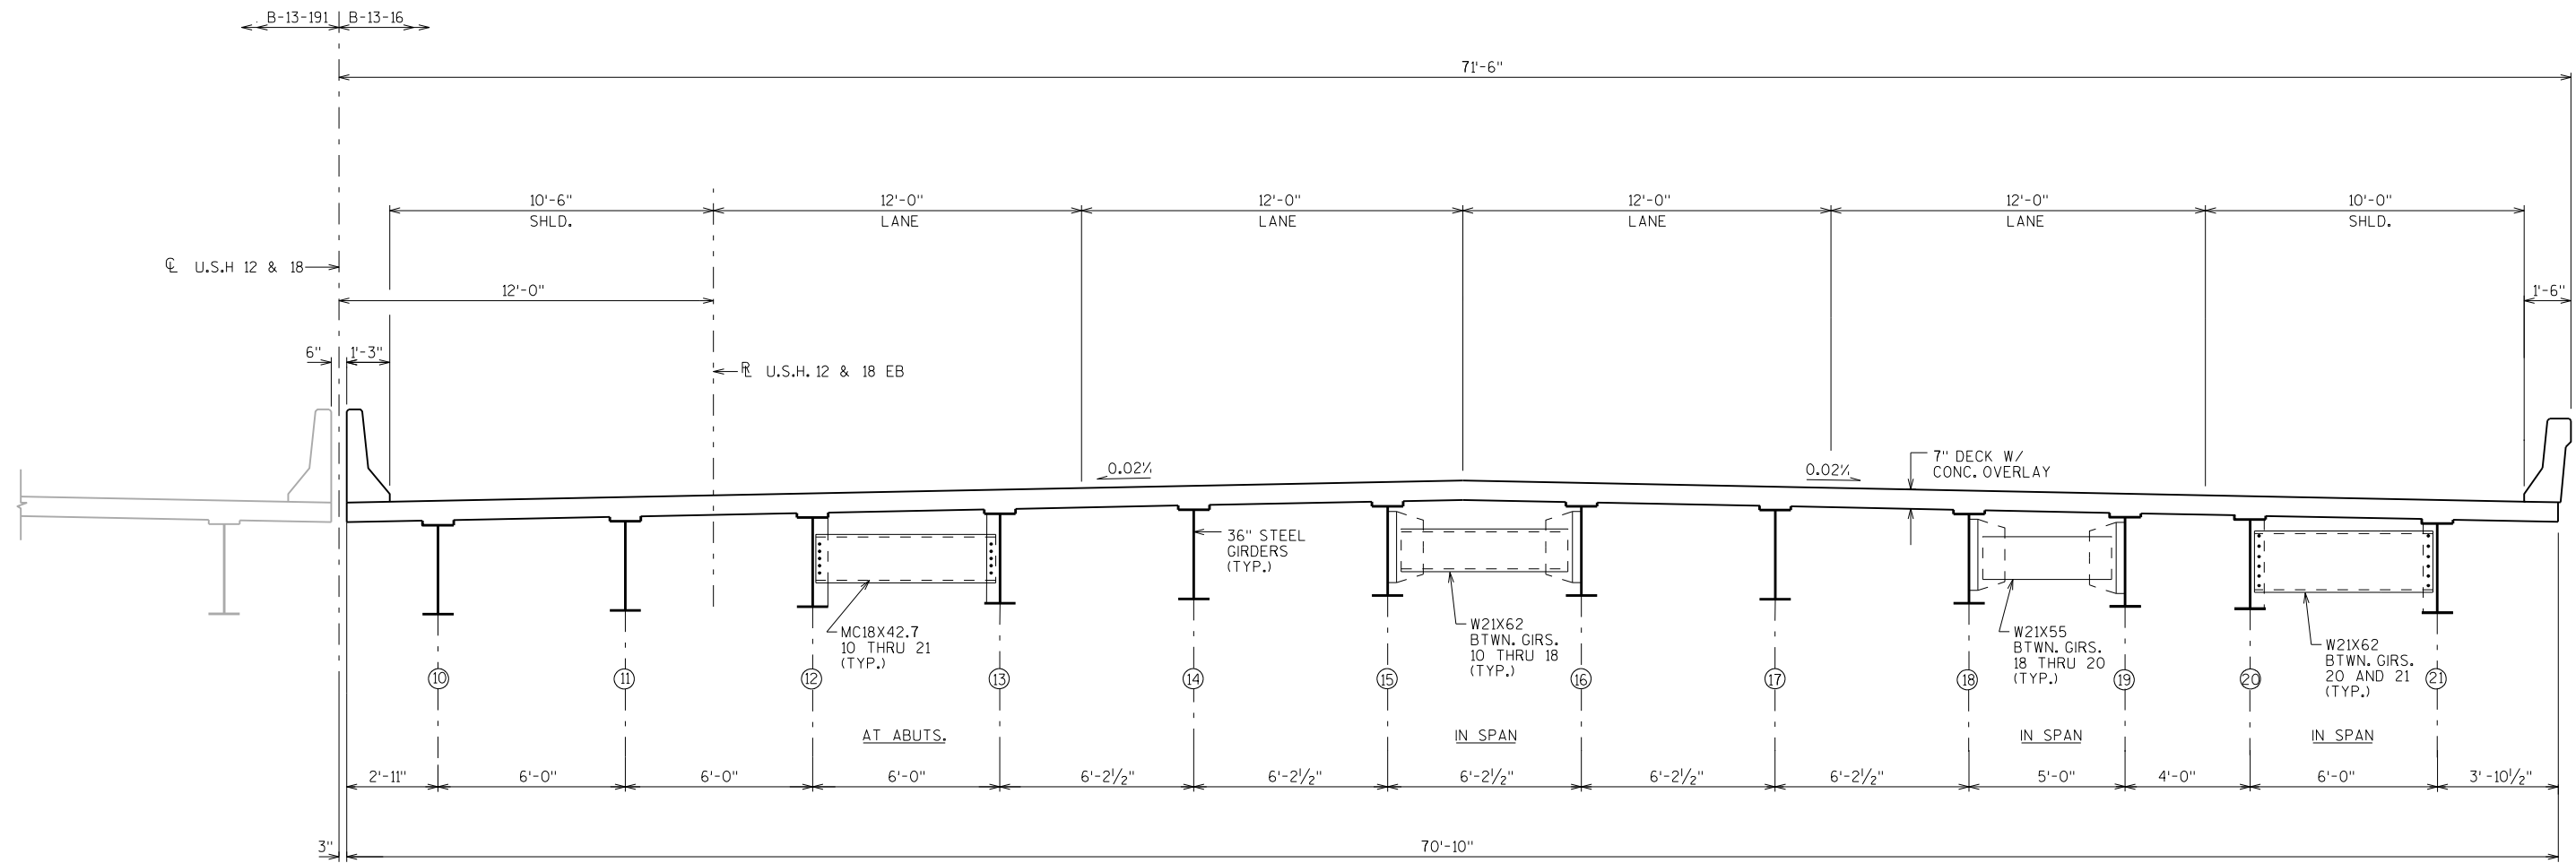 B-13-191 B-13-16
71'-6"
10'-6" 12'-0" 12'-0" 12'-0" 12'-0" 10'-0"
SHLD. LANE LANE LANE LANE SHLD.
℄ U.S.H 12 & 18
12'-0" 1'-6"
6" 1'-3"
R̵L U.S.H. 12 & 18 EB
0.02% 0.02%
7" DECK W/
CONC. OVERLAY
36" STEEL
GIRDERS
(TYP.)
MC18X42.7
10 THRU 21
(TYP.)
W21X62
BTWN. GIRS.
10 THRU 18
(TYP.)
W21X55
BTWN. GIRS.
18 THRU 20
(TYP.)
W21X62
BTWN. GIRS.
20 AND 21
(TYP.)
10 11 12 13 14 15 16 17 18 19 20 21
AT ABUTS. IN SPAN IN SPAN IN SPAN
2'-11" 6'-0" 6'-0" 6'-0" 6'-2½" 6'-2½" 6'-2½" 6'-2½" 6'-2½" 5'-0" 4'-0" 6'-0" 3'-10½"
3" 70'-10"